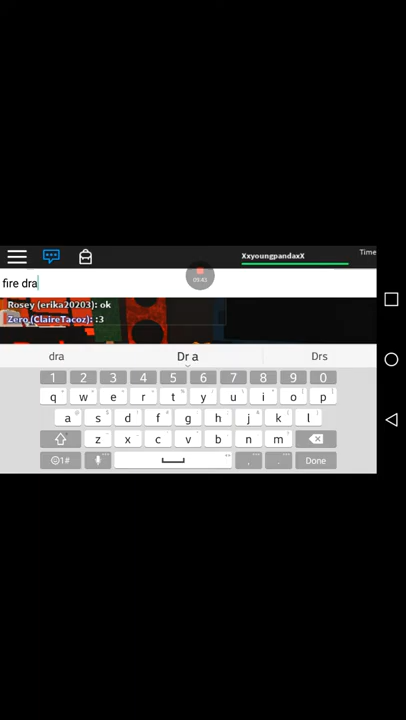 XxyoungpandaxX
Time
fire dra
Rosey (erika20203): ok
Zero (ClaireTacoz): :3
dra Dr a Drs
1 2 3 4 5 6 7 8 9 0
q w e r t y u i o p
a s d f g h j k l
z x c v b n m
☺1# , . Done